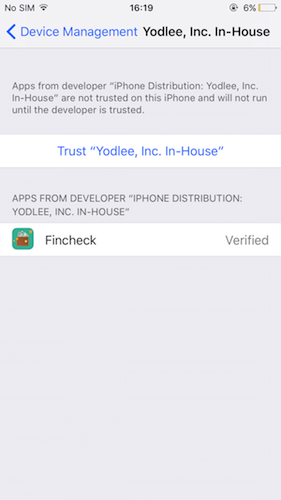 No SIM 16:19 6%
Device Management Yodlee, Inc. In-House
Apps from developer “iPhone Distribution: Yodlee, Inc.
In-House” are not trusted on this iPhone and will not run
until the developer is trusted.
Trust “Yodlee, Inc. In-House”
APPS FROM DEVELOPER “IPHONE DISTRIBUTION:
YODLEE, INC. IN-HOUSE”
Fincheck Verified